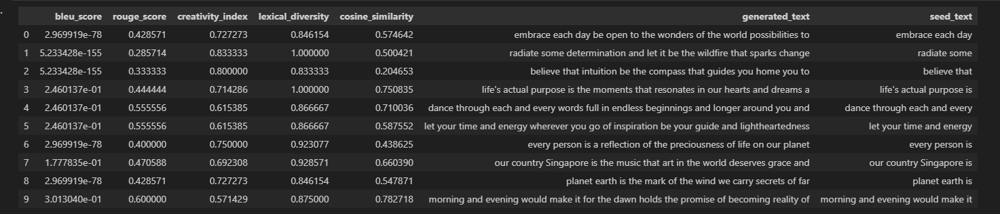 bleu_score rouge_score creativity_index lexical_diversity cosine_similarity generated_text seed_text
0 2.969919e-78 0.428571 0.727273 0.846154 0.574642 embrace each day be open to the wonders of the world possibilities to embrace each day
1 5.233428e-155 0.285714 0.833333 1.000000 0.500421 radiate some determination and let it be the wildfire that sparks change radiate some
2 5.233428e-155 0.333333 0.800000 0.833333 0.204653 believe that intuition be the compass that guides you home you to believe that
3 2.460137e-01 0.444444 0.714286 1.000000 0.750835 life's actual purpose is the moments that resonates in our hearts and dreams a life's actual purpose is
4 2.460137e-01 0.555556 0.615385 0.866667 0.710036 dance through each and every words full in endless beginnings and longer around you and dance through each and every
5 2.460137e-01 0.555556 0.615385 0.866667 0.587552 let your time and energy wherever you go of inspiration be your guide and lightheartedness let your time and energy
6 2.969919e-78 0.400000 0.750000 0.923077 0.438625 every person is a reflection of the preciousness of life on our planet every person is
7 1.777835e-01 0.470588 0.692308 0.928571 0.660390 our country Singapore is the music that art in the world deserves grace and our country Singapore is
8 2.969919e-78 0.428571 0.727273 0.846154 0.547871 planet earth is the mark of the wind we carry secrets of far planet earth is
9 3.013040e-01 0.600000 0.571429 0.875000 0.782718 morning and evening would make it for the dawn holds the promise of becoming reality of morning and evening would make it